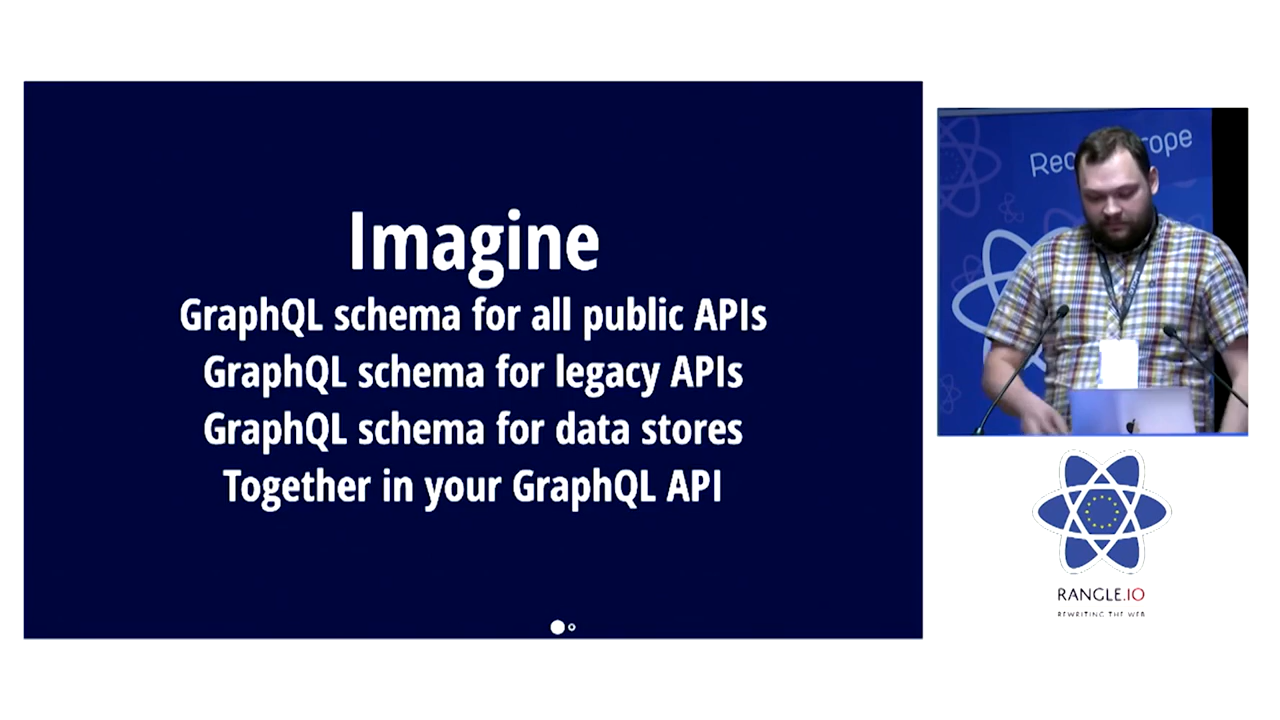 Imagine
GraphQL schema for all public APIs
GraphQL schema for legacy APIs
GraphQL schema for data stores
Together in your GraphQL API
RANGLE.IO
REWRITING THE WEB